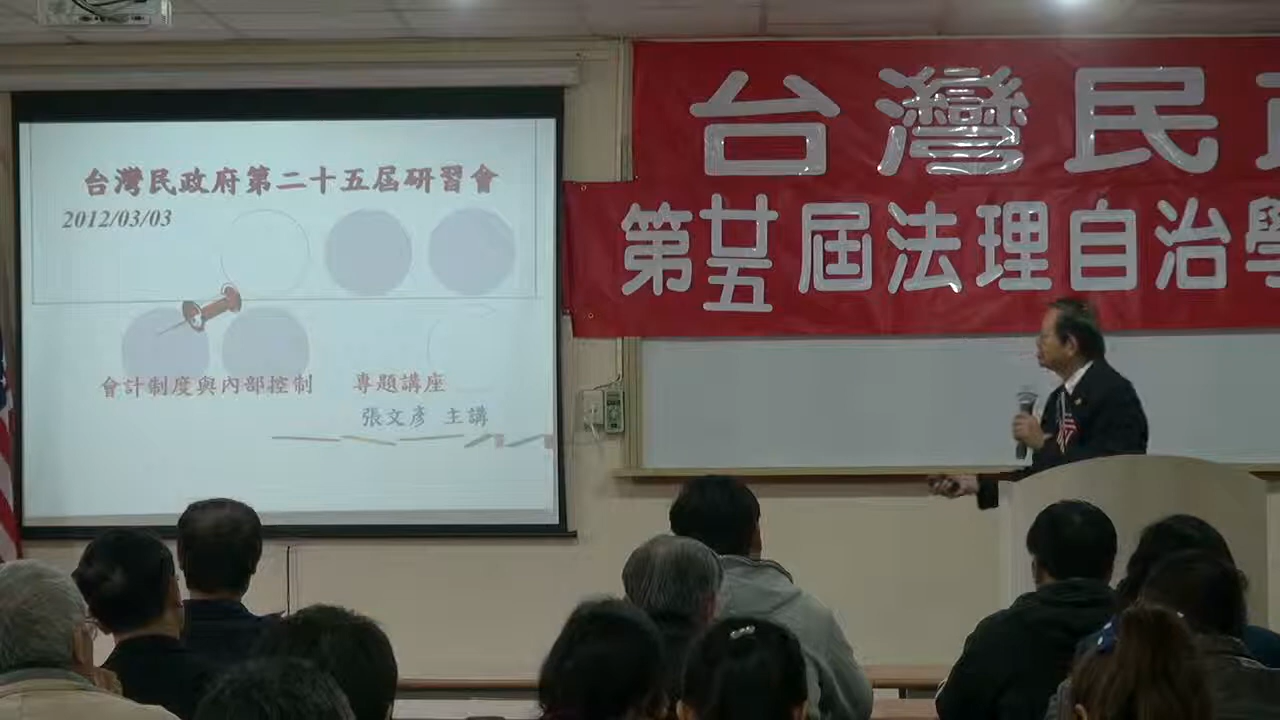 台灣民政府第二十五屆研習會
2012/03/03
會計制度與內部控制 專題講座
張文彥 主講
台灣民
第廿五屆法理自治學